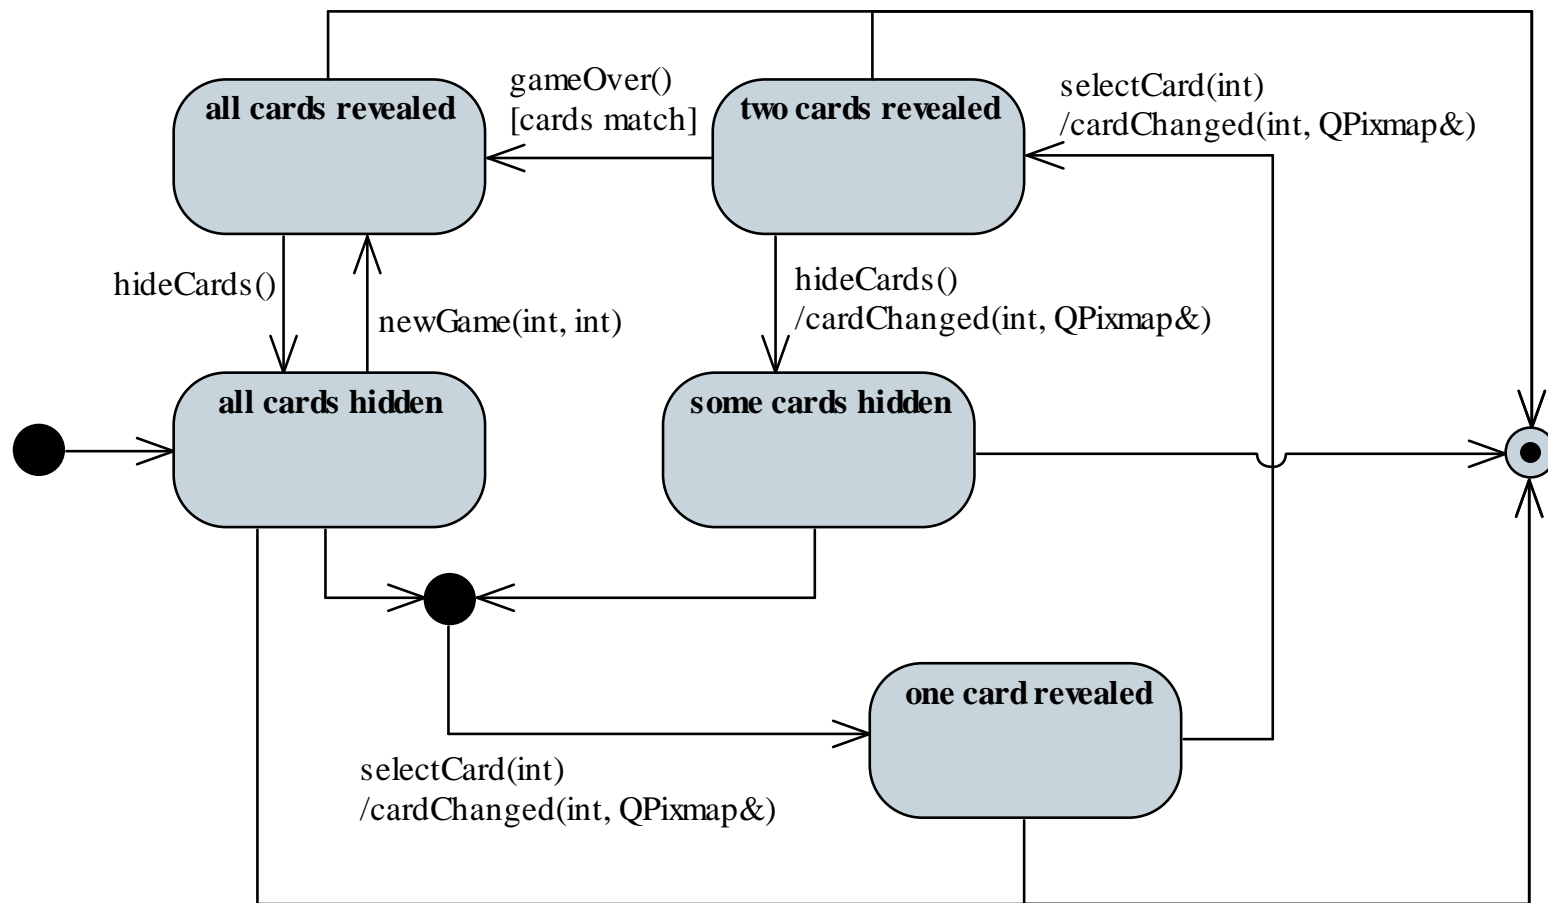 all cards revealed
gameOver()
[cards match]
two cards revealed
selectCard(int)
/cardChanged(int, QPixmap&)
hideCards()
newGame(int, int)
hideCards()
/cardChanged(int, QPixmap&)
all cards hidden
some cards hidden
one card revealed
selectCard(int)
/cardChanged(int, QPixmap&)